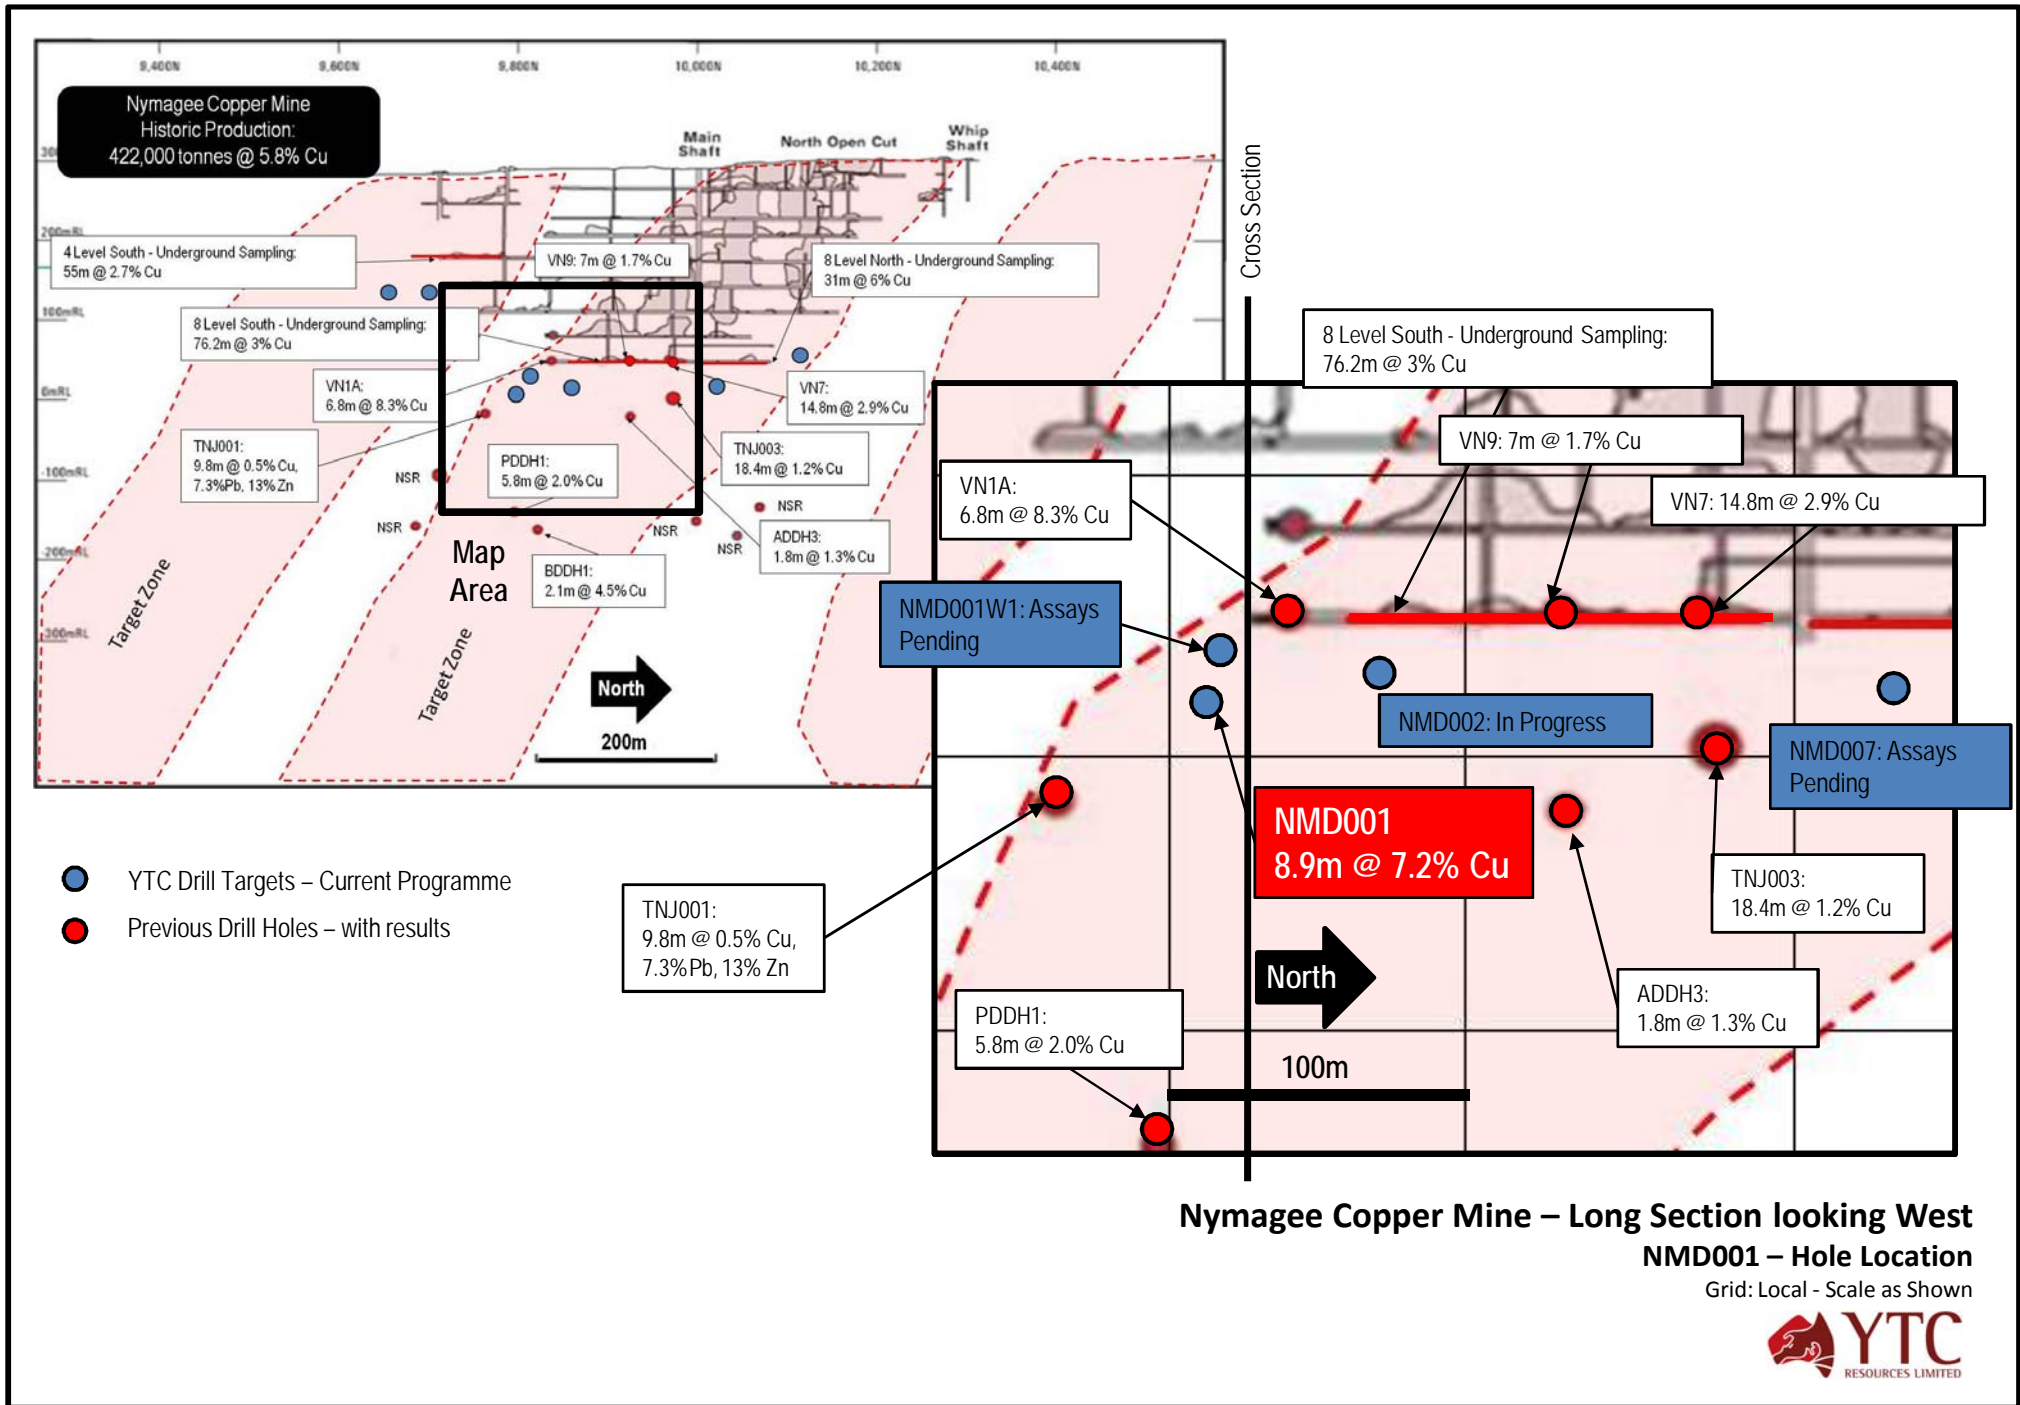 9,400N
9,600N
9,800N
10,000N
10,200N
10,400N
Nymagee Copper Mine
Historic Production:
422,000 tonnes @ 5.8% Cu
Main
Shaft
North Open Cut
Whip
Shaft
200mRL
100mRL
0mRL
-100mRL
-200mRL
-300mRL
4 Level South - Underground Sampling:
55m @ 2.7% Cu
VN9: 7m @ 1.7% Cu
8 Level North - Underground Sampling:
31m @ 6% Cu
8 Level South - Underground Sampling:
76.2m @ 3% Cu
VN1A:
6.8m @ 8.3% Cu
VN7:
14.8m @ 2.9% Cu
TNJ001:
9.8m @ 0.5% Cu,
7.3%Pb, 13% Zn
PDDH1:
5.8m @ 2.0% Cu
TNJ003:
18.4m @ 1.2% Cu
NSR
NSR
NSR
NSR
NSR
ADDH3:
1.8m @ 1.3% Cu
BDDH1:
2.1m @ 4.5% Cu
Map
Area
Target Zone
Target Zone
North
200m
YTC Drill Targets – Current Programme
Previous Drill Holes – with results
Cross Section
8 Level South - Underground Sampling:
76.2m @ 3% Cu
VN9: 7m @ 1.7% Cu
VN1A:
6.8m @ 8.3% Cu
VN7: 14.8m @ 2.9% Cu
NMD001W1: Assays
Pending
NMD002: In Progress
NMD007: Assays
Pending
NMD001
8.9m @ 7.2% Cu
TNJ003:
18.4m @ 1.2% Cu
TNJ001:
9.8m @ 0.5% Cu,
7.3%Pb, 13% Zn
North
ADDH3:
1.8m @ 1.3% Cu
PDDH1:
5.8m @ 2.0% Cu
100m
Nymagee Copper Mine – Long Section looking West
NMD001 – Hole Location
Grid: Local - Scale as Shown
YTC
RESOURCES LIMITED